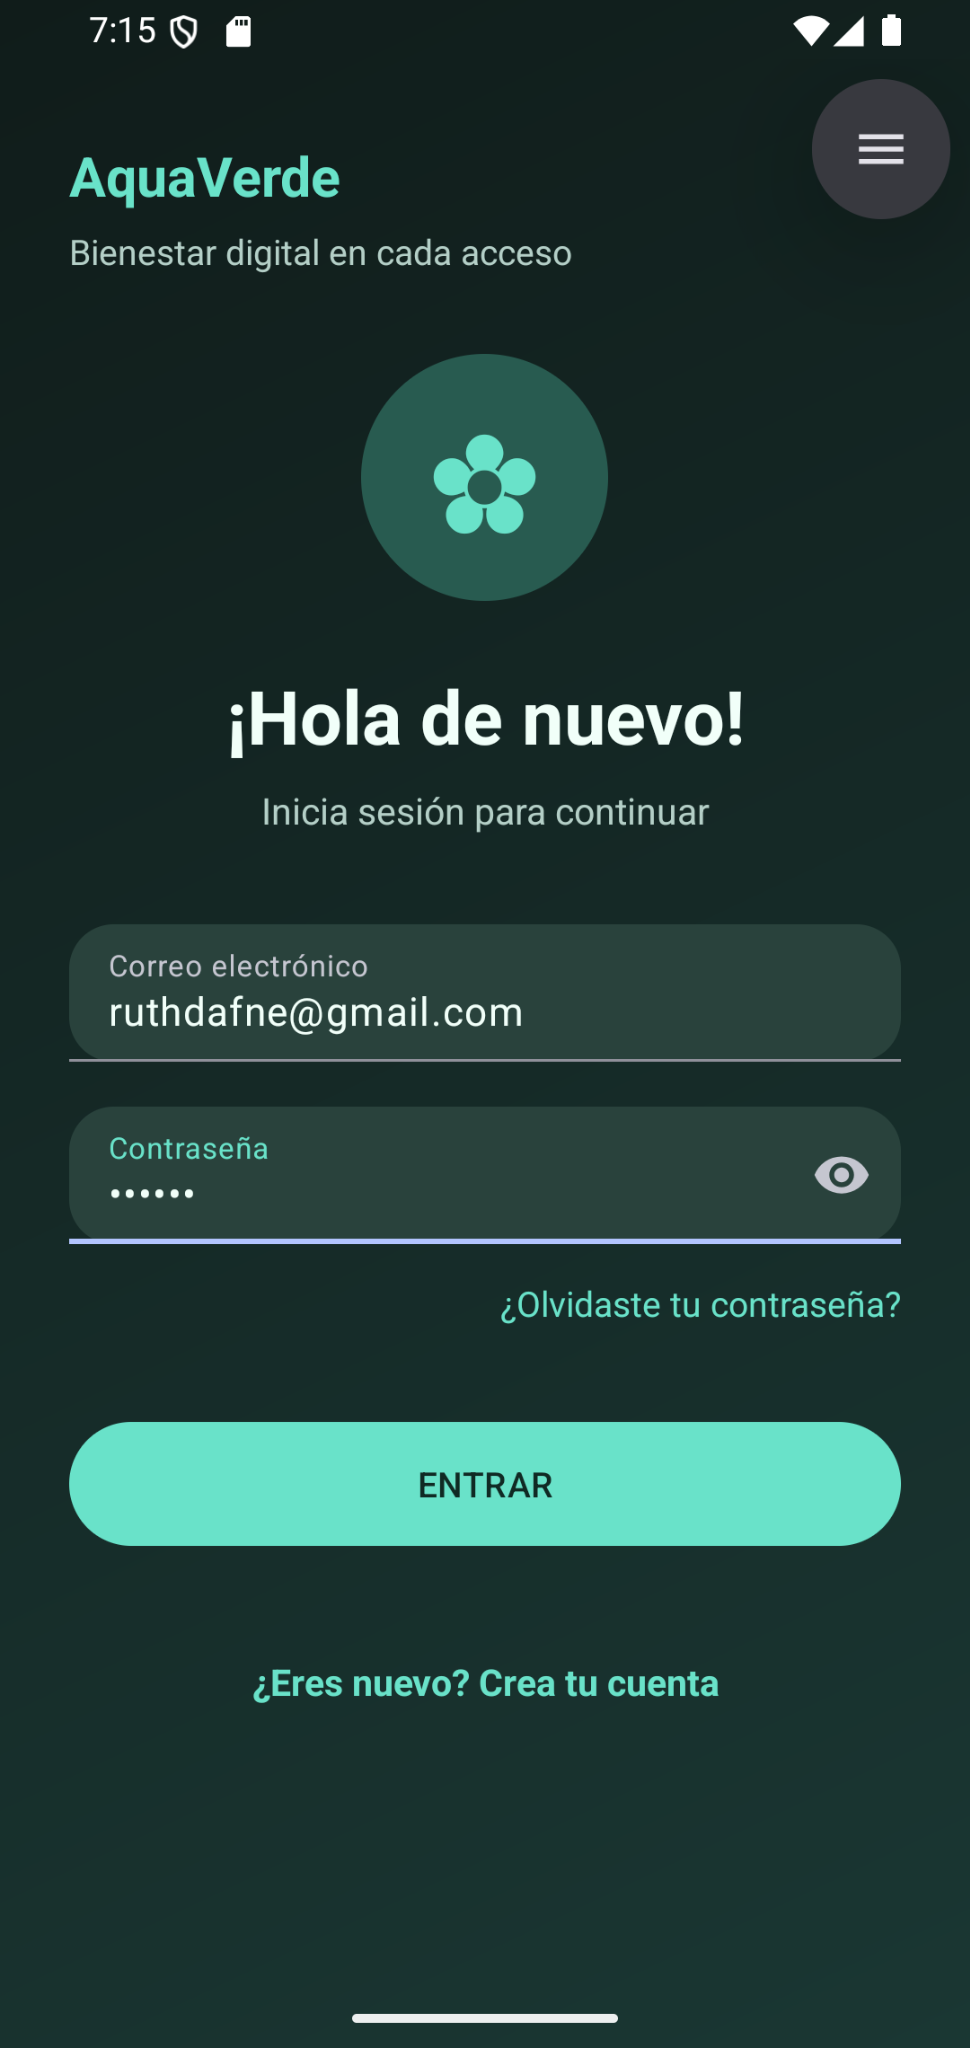 7:15
AquaVerde
Bienestar digital en cada acceso
¡Hola de nuevo!
Inicia sesión para continuar
Correo electrónico
ruthdafne@gmail.com
Contraseña
••••••
¿Olvidaste tu contraseña?
ENTRAR
¿Eres nuevo? Crea tu cuenta